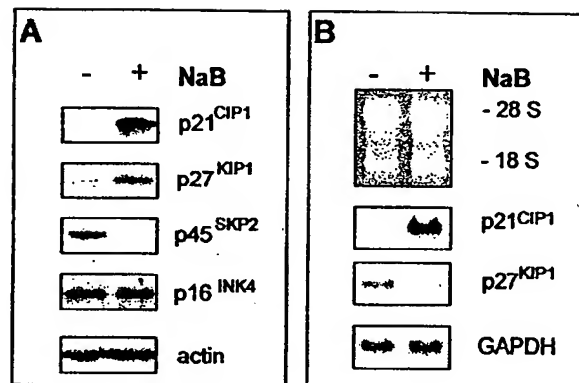 A
- + NaB
p21CIP1
p27KIP1
p45SKP2
p16INK4
actin
B
- + NaB
- 28 S
- 18 S
p21CIP1
p27KIP1
GAPDH